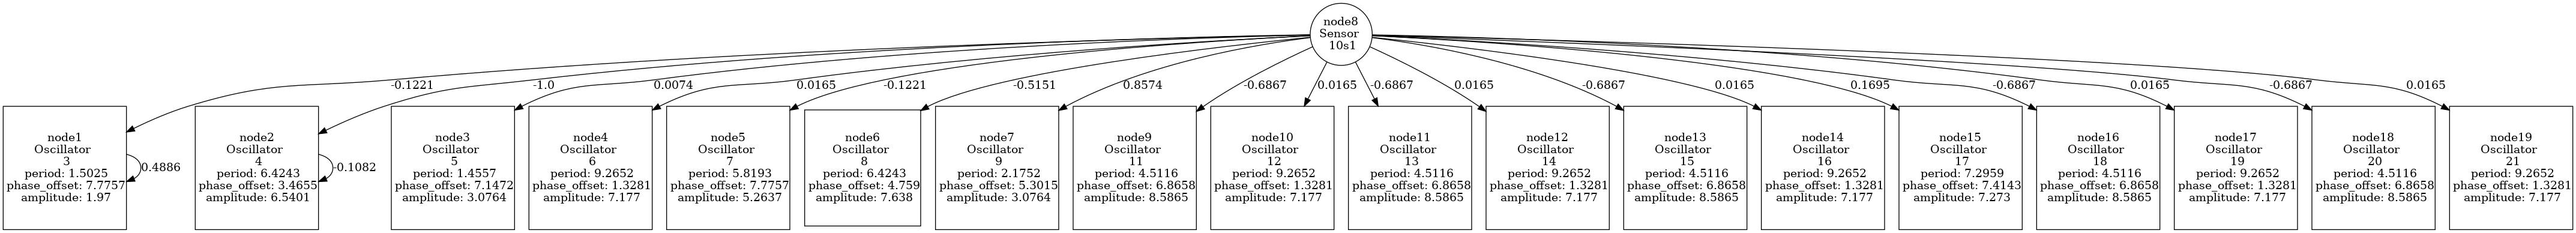 node8
Sensor
10s1
-0.1221
-1.0
0.0074
0.0165
-0.1221
-0.5151
0.8574
-0.6867
0.0165
-0.6867
0.0165
-0.6867
0.0165
0.1695
-0.6867
0.0165
-0.6867
0.0165
node1
Oscillator
3
period: 1.5025
phase_offset: 7.7757
amplitude: 1.97
0.4886
node2
Oscillator
4
period: 6.4243
phase_offset: 3.4655
amplitude: 6.5401
-0.1082
node3
Oscillator
5
period: 1.4557
phase_offset: 7.1472
amplitude: 3.0764
node4
Oscillator
6
period: 9.2652
phase_offset: 1.3281
amplitude: 7.177
node5
Oscillator
7
period: 5.8193
phase_offset: 7.7757
amplitude: 5.2637
node6
Oscillator
8
period: 6.4243
phase_offset: 4.759
amplitude: 7.638
node7
Oscillator
9
period: 2.1752
phase_offset: 5.3015
amplitude: 3.0764
node9
Oscillator
11
period: 4.5116
phase_offset: 6.8658
amplitude: 8.5865
node10
Oscillator
12
period: 9.2652
phase_offset: 1.3281
amplitude: 7.177
node11
Oscillator
13
period: 4.5116
phase_offset: 6.8658
amplitude: 8.5865
node12
Oscillator
14
period: 9.2652
phase_offset: 1.3281
amplitude: 7.177
node13
Oscillator
15
period: 4.5116
phase_offset: 6.8658
amplitude: 8.5865
node14
Oscillator
16
period: 9.2652
phase_offset: 1.3281
amplitude: 7.177
node15
Oscillator
17
period: 7.2959
phase_offset: 7.4143
amplitude: 7.273
node16
Oscillator
18
period: 4.5116
phase_offset: 6.8658
amplitude: 8.5865
node17
Oscillator
19
period: 9.2652
phase_offset: 1.3281
amplitude: 7.177
node18
Oscillator
20
period: 4.5116
phase_offset: 6.8658
amplitude: 8.5865
node19
Oscillator
21
period: 9.2652
phase_offset: 1.3281
amplitude: 7.177